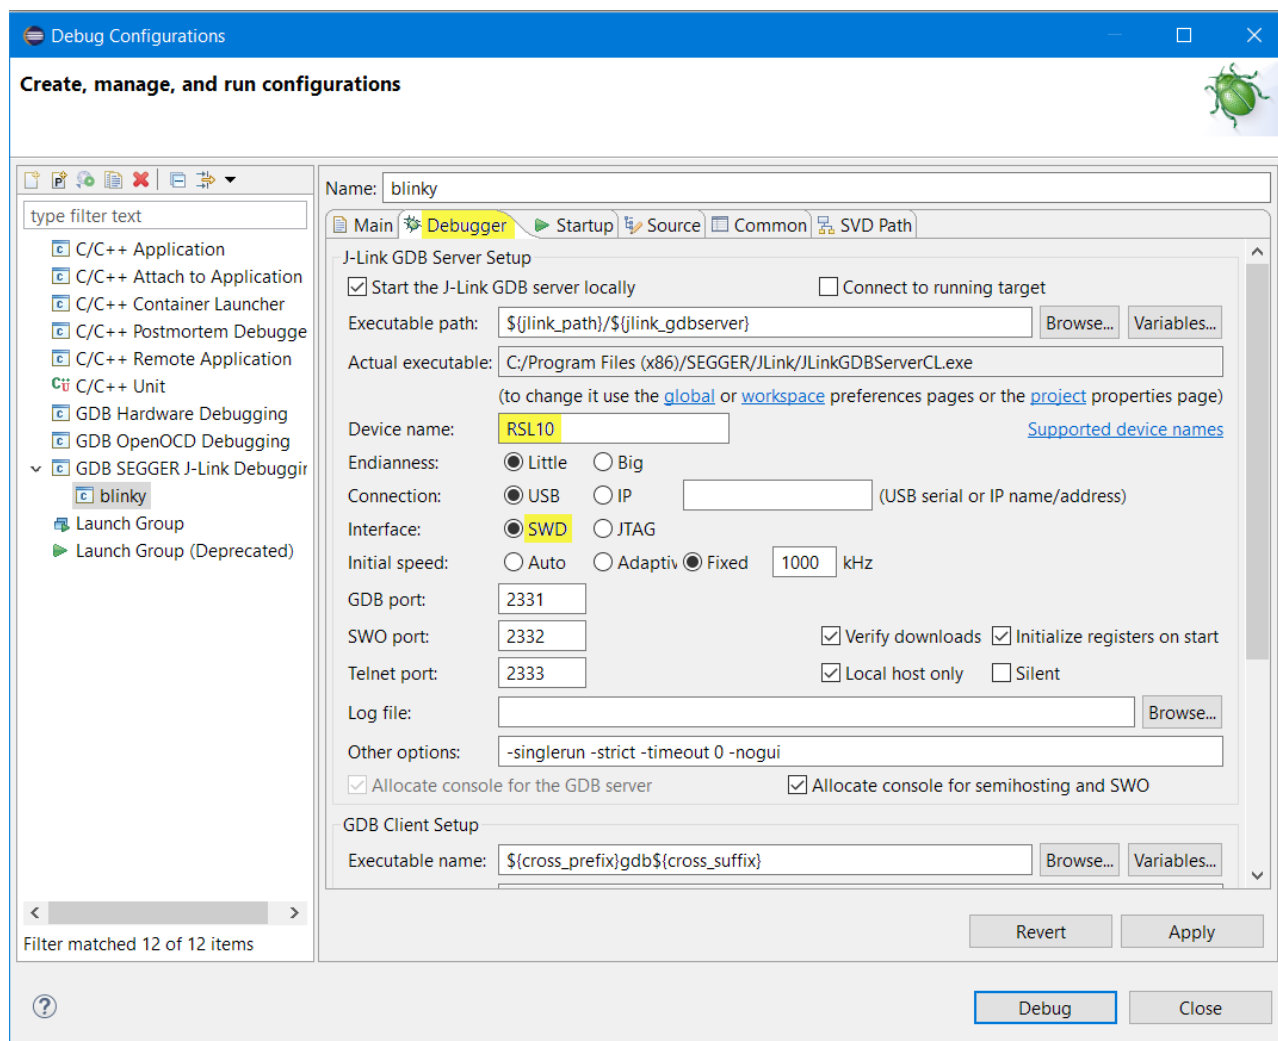 Debug Configurations
Create, manage, and run configurations
Name: blinky
type filter text
C/C++ Application
C/C++ Attach to Application
C/C++ Container Launcher
C/C++ Postmortem Debugge
C/C++ Remote Application
C/C++ Unit
GDB Hardware Debugging
GDB OpenOCD Debugging
GDB SEGGER J-Link Debuggin
blinky
Launch Group
Launch Group (Deprecated)
Filter matched 12 of 12 items
Main Debugger Startup Source Common SVD Path
J-Link GDB Server Setup
Start the J-Link GDB server locally Connect to running target
Executable path: ${jlink_path}/${jlink_gdbserver} Browse... Variables...
Actual executable: C:/Program Files (x86)/SEGGER/JLink/JLinkGDBServerCL.exe
(to change it use the global or workspace preferences pages or the project properties page)
Device name: RSL10 Supported device names
Endianness: Little Big
Connection: USB IP (USB serial or IP name/address)
Interface: SWD JTAG
Initial speed: Auto Adaptiv Fixed 1000 kHz
GDB port: 2331
SWO port: 2332 Verify downloads Initialize registers on start
Telnet port: 2333 Local host only Silent
Log file: Browse...
Other options: -singlerun -strict -timeout 0 -nogui
Allocate console for the GDB server Allocate console for semihosting and SWO
GDB Client Setup
Executable name: ${cross_prefix}gdb${cross_suffix} Browse... Variables...
Revert Apply
Debug Close